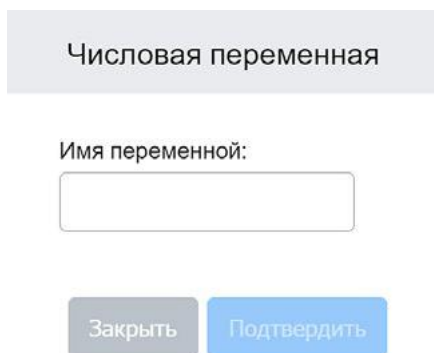 Числовая переменная
Имя переменной:
Закрыть Подтвердить